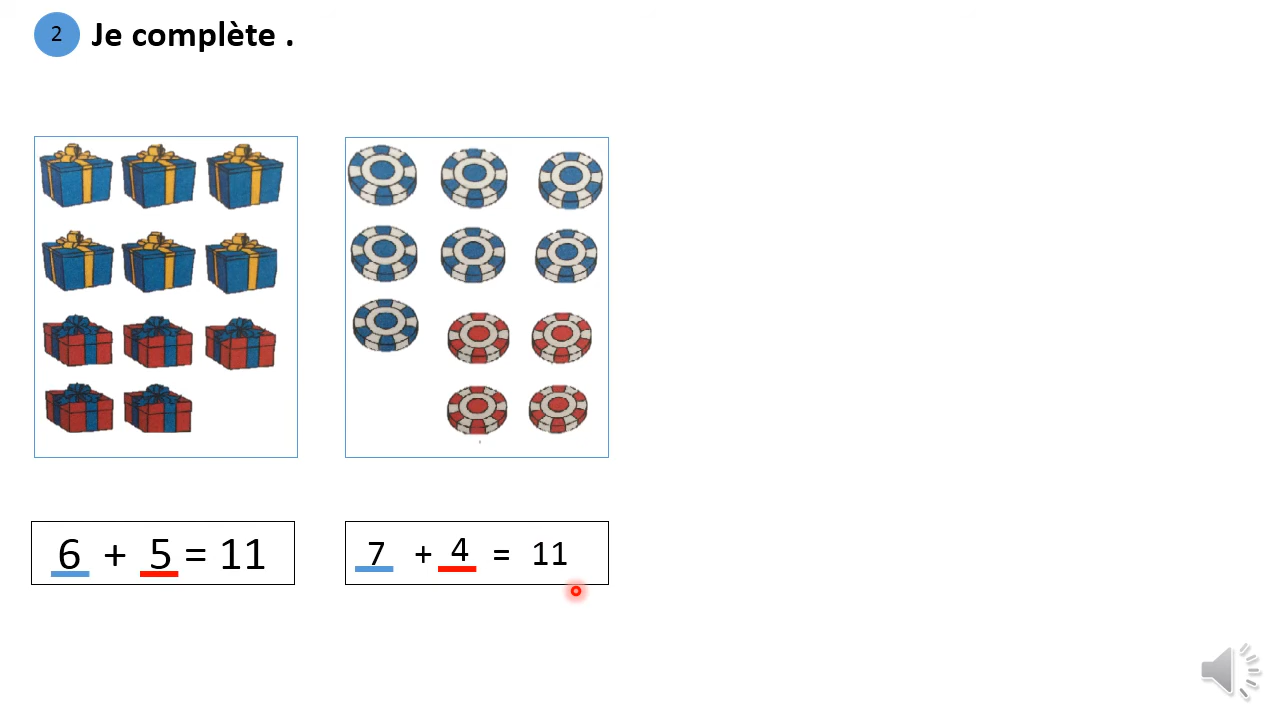 2 Je complète .
6 + 5 = 11
7 + 4 = 11